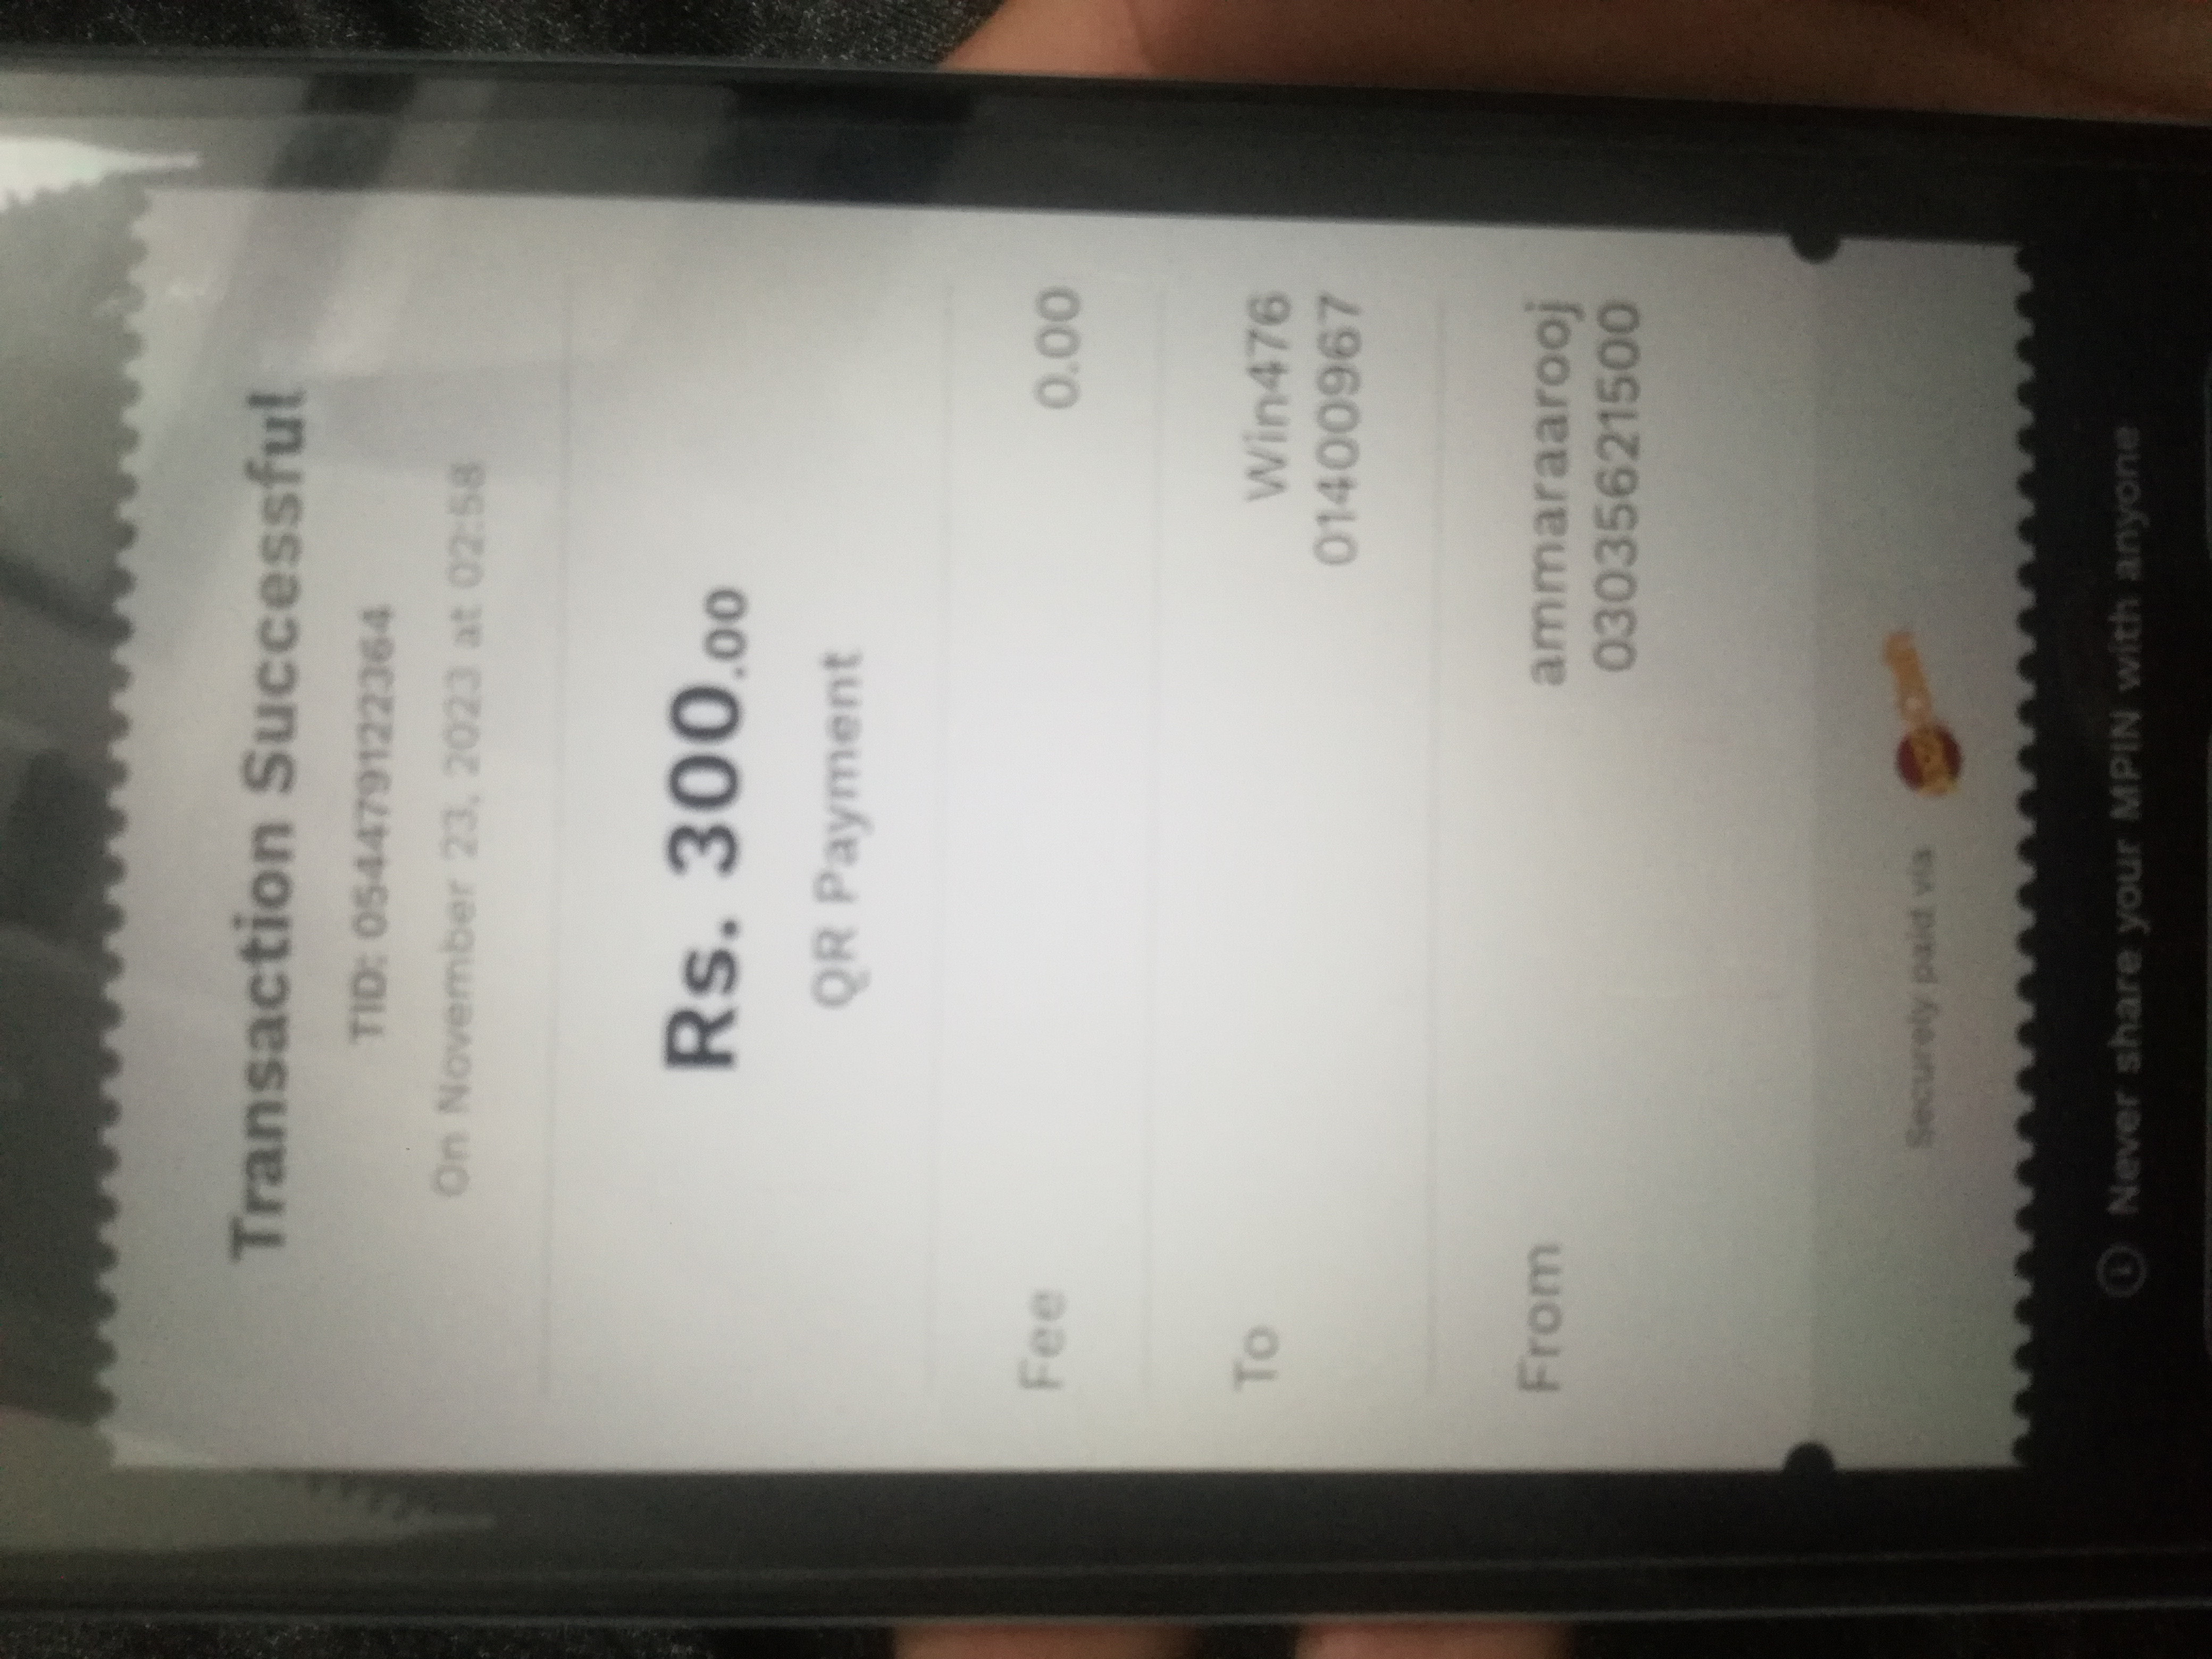 Transaction Successful
TID: 054479122364
On November 23, 2023 at 02:58
Rs. 300.00
QR Payment
Fee 0.00
To Win476
014000967
From ammaraarooj
03035621500
Securely paid via
Never share your MPIN with anyone